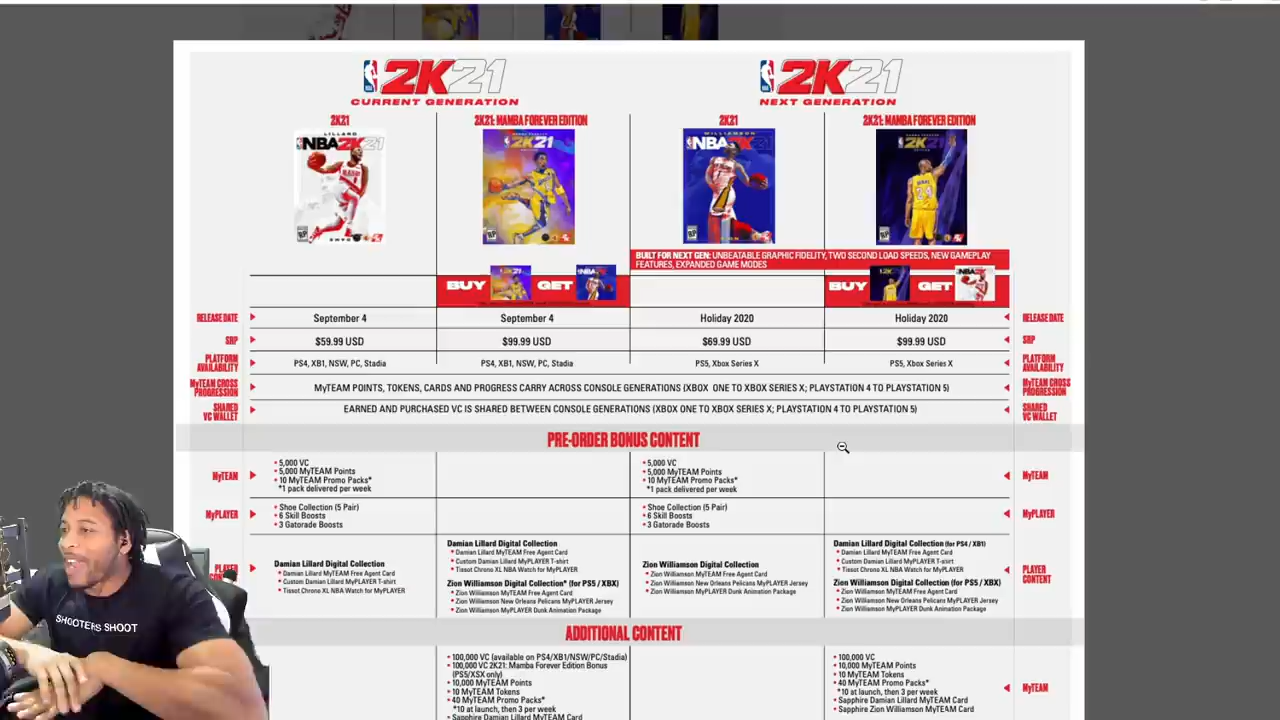 NBA 2K21
CURRENT GENERATION
NBA 2K21
NEXT GENERATION
2K21
2K21: MAMBA FOREVER EDITION
2K21
2K21: MAMBA FOREVER EDITION
LILLARD
NBA2K21
2K21
WILLIAMSON
NBA2K21
2K21
BUILT FOR NEXT GEN: UNBEATABLE GRAPHIC FIDELITY, TWO SECOND LOAD SPEEDS, NEW GAMEPLAY
FEATURES, EXPANDED GAME MODES
BUY GET
BUY GET
RELEASE DATE September 4 September 4 Holiday 2020 Holiday 2020 RELEASE DATE
SRP $59.99 USD $99.99 USD $69.99 USD $99.99 USD SRP
PLATFORM
AVAILABILITY
PS4, XB1, NSW, PC, Stadia PS4, XB1, NSW, PC, Stadia PS5, Xbox Series X PS5, Xbox Series X
PLATFORM
AVAILABILITY
MyTEAM CROSS
PROGRESSION
MyTEAM POINTS, TOKENS, CARDS AND PROGRESS CARRY ACROSS CONSOLE GENERATIONS (XBOX ONE TO XBOX SERIES X; PLAYSTATION 4 TO PLAYSTATION 5)
MyTEAM CROSS
PROGRESSION
SHARED
VC WALLET
EARNED AND PURCHASED VC IS SHARED BETWEEN CONSOLE GENERATIONS (XBOX ONE TO XBOX SERIES X; PLAYSTATION 4 TO PLAYSTATION 5)
SHARED
VC WALLET
PRE-ORDER BONUS CONTENT
MyTEAM
• 5,000 VC
• 5,000 MyTEAM Points
• 10 MyTEAM Promo Packs*
*1 pack delivered per week
• 5,000 VC
• 5,000 MyTEAM Points
• 10 MyTEAM Promo Packs*
*1 pack delivered per week
MyTEAM
MyPLAYER
• Shoe Collection (5 Pair)
• 6 Skill Boosts
• 3 Gatorade Boosts
• Shoe Collection (5 Pair)
• 6 Skill Boosts
• 3 Gatorade Boosts
MyPLAYER
Damian Lillard Digital Collection
• Damian Lillard MyTEAM Free Agent Card
• Custom Damian Lillard MyPLAYER T-shirt
• Tissot Chrono XL NBA Watch for MyPLAYER
Damian Lillard Digital Collection
• Damian Lillard MyTEAM Free Agent Card
• Custom Damian Lillard MyPLAYER T-shirt
• Tissot Chrono XL NBA Watch for MyPLAYER
Zion Williamson Digital Collection* (for PS5 / XBX)
• Zion Williamson MyTEAM Free Agent Card
• Zion Williamson New Orleans Pelicans MyPLAYER Jersey
• Zion Williamson MyPLAYER Dunk Animation Package
Zion Williamson Digital Collection
• Zion Williamson MyTEAM Free Agent Card
• Zion Williamson New Orleans Pelicans MyPLAYER Jersey
• Zion Williamson MyPLAYER Dunk Animation Package
Damian Lillard Digital Collection (for PS4 / XB1)
• Damian Lillard MyTEAM Free Agent Card
• Custom Damian Lillard MyPLAYER T-shirt
• Tissot Chrono XL NBA Watch for MyPLAYER
Zion Williamson Digital Collection (for PS5 / XBX)
• Zion Williamson MyTEAM Free Agent Card
• Zion Williamson New Orleans Pelicans MyPLAYER Jersey
• Zion Williamson MyPLAYER Dunk Animation Package
PLAYER
CONTENT
ADDITIONAL CONTENT
• 100,000 VC (available on PS4/XB1/NSW/PC/Stadia)
• 100,000 VC 2K21: Mamba Forever Edition Bonus
(PS5/XSX only)
• 10,000 MyTEAM Points
• 10 MyTEAM Tokens
• 40 MyTEAM Promo Packs*
*10 at launch, then 3 per week
• Sapphire Damian Lillard MyTEAM Card
• 100,000 VC
• 10,000 MyTEAM Points
• 10 MyTEAM Tokens
• 40 MyTEAM Promo Packs*
*10 at launch, then 3 per week
• Sapphire Damian Lillard MyTEAM Card
• Sapphire Zion Williamson MyTEAM Card
MyTEAM
SHOOTERS SHOOT